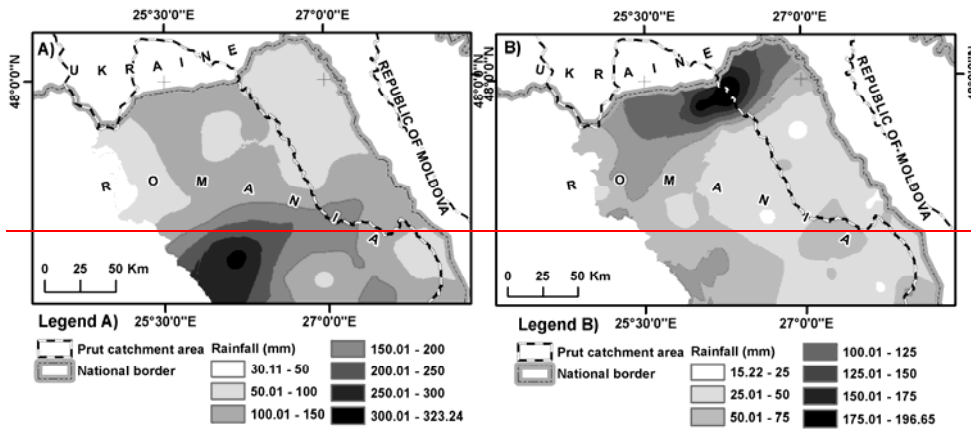 25°30'0"E 27°0'0"E
A)
UKRAINE
48°0'0"N
REPUBLIC OF MOLDOVA
ROMANIA
0 25 50 Km
25°30'0"E 27°0'0"E
Legend A)
Prut catchment area
National border
Rainfall (mm)
30.11 - 50
50.01 - 100
100.01 - 150
150.01 - 200
200.01 - 250
250.01 - 300
300.01 - 323.24
25°30'0"E 27°0'0"E
B)
UKRAINE
48°0'0"N
REPUBLIC OF MOLDOVA
ROMANIA
0 25 50 Km
25°30'0"E 27°0'0"E
Legend B)
Prut catchment area
National border
Rainfall (mm)
15.22 - 25
25.01 - 50
50.01 - 75
100.01 - 125
125.01 - 150
150.01 - 175
175.01 - 196.65